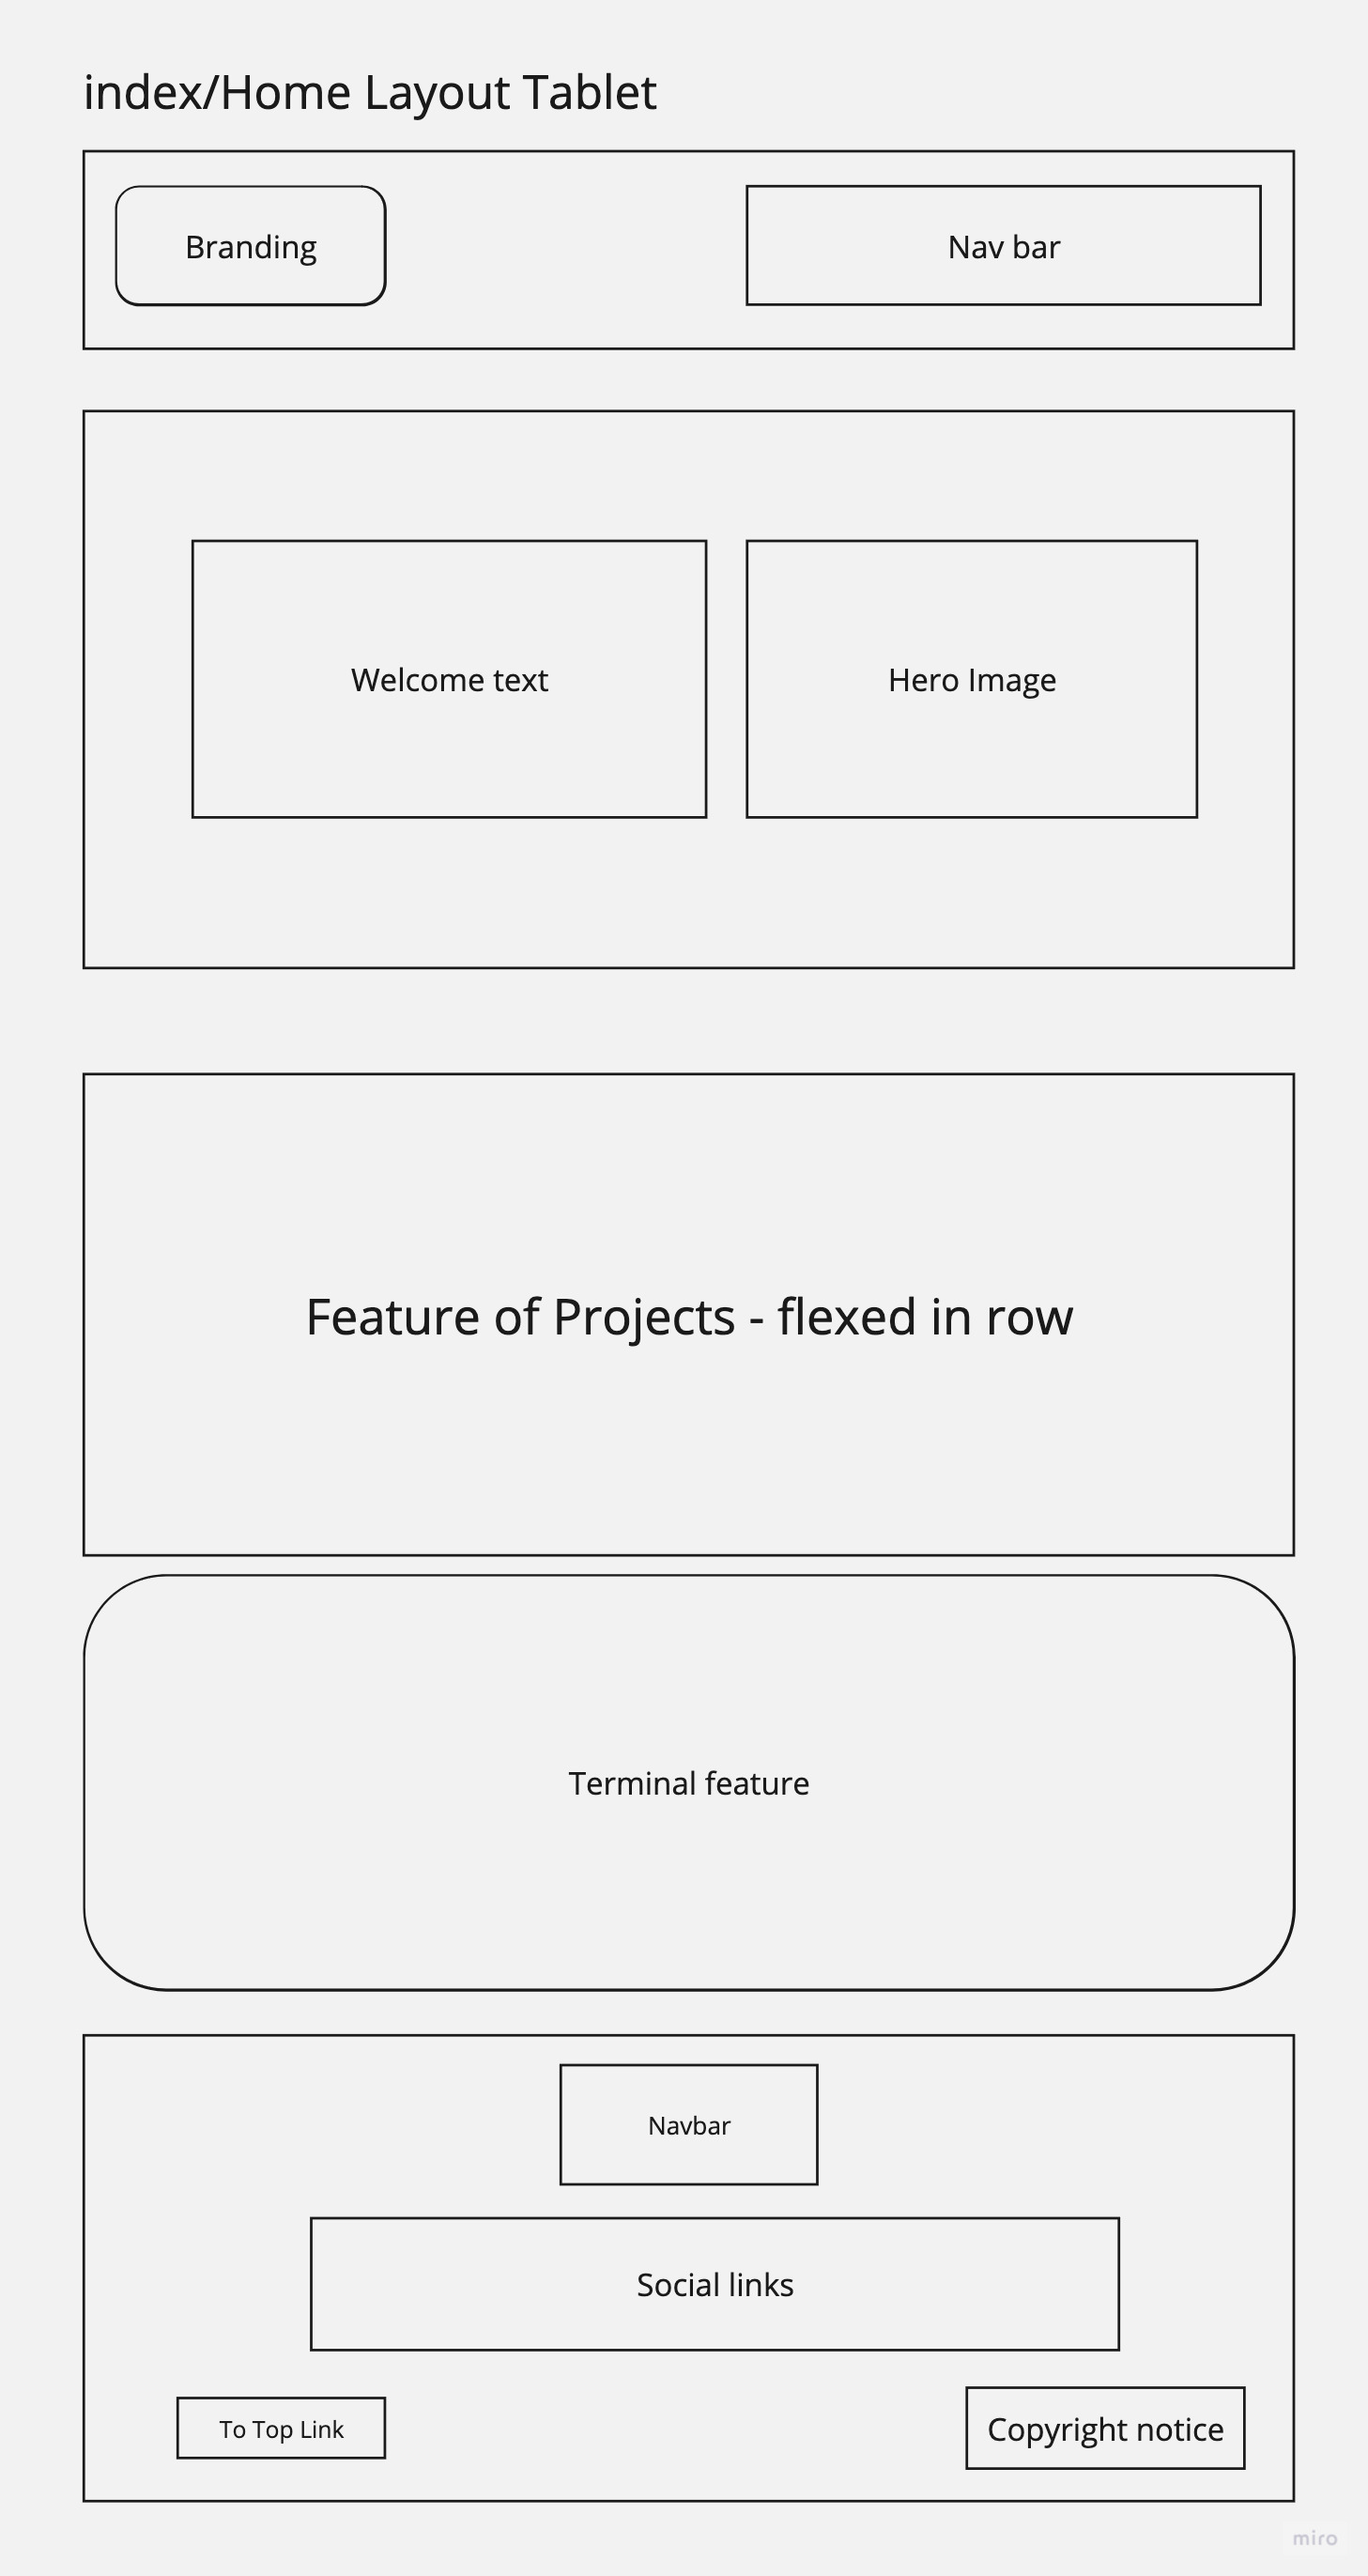 index/Home Layout Tablet
Branding
Nav bar
Welcome text
Hero Image
Feature of Projects - flexed in row
Terminal feature
Navbar
Social links
To Top Link
Copyright notice
miro